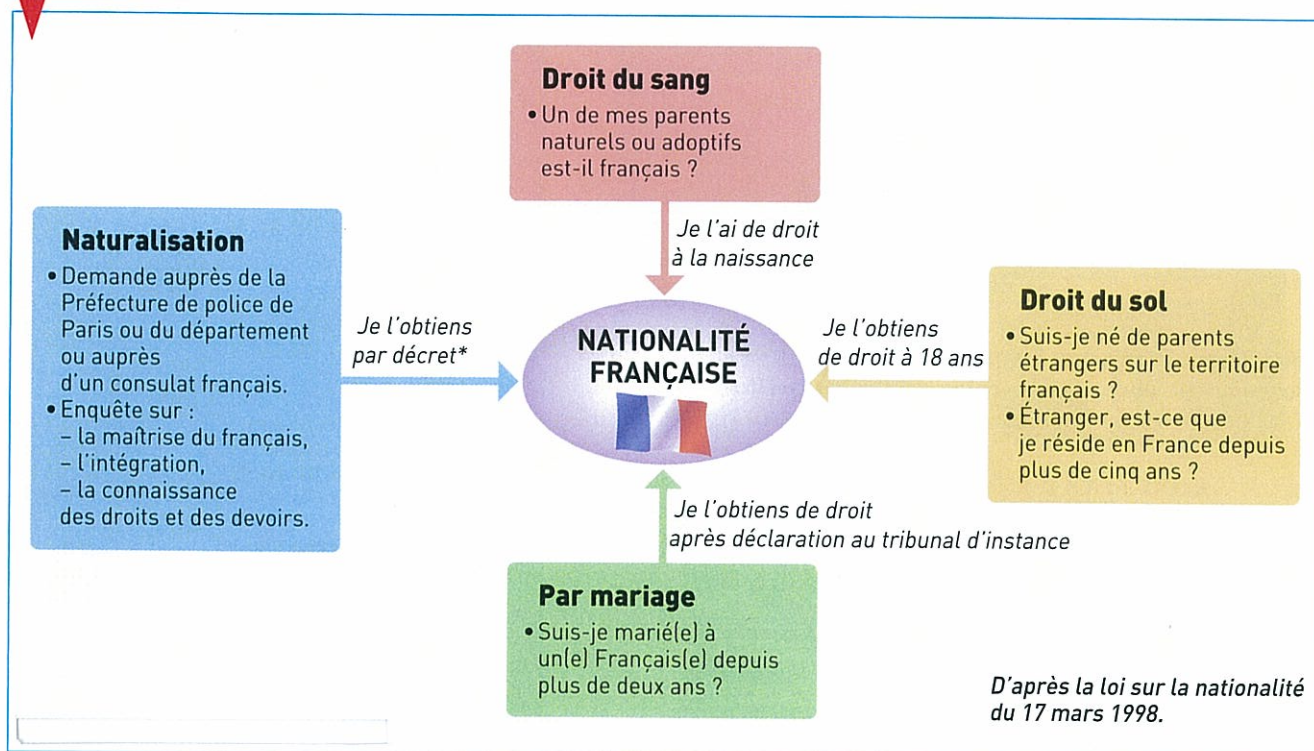 Droit du sang
• Un de mes parents
naturels ou adoptifs
est-il français ?
Je l'ai de droit
à la naissance
Naturalisation
• Demande auprès de la
Préfecture de police de
Paris ou du département
ou auprès
d'un consulat français.
• Enquête sur :
– la maîtrise du français,
– l'intégration,
– la connaissance
des droits et des devoirs.
Je l'obtiens
par décret*
NATIONALITÉ
FRANÇAISE
Je l'obtiens
de droit à 18 ans
Droit du sol
• Suis-je né de parents
étrangers sur le territoire
français ?
• Étranger, est-ce que
je réside en France depuis
plus de cinq ans ?
Je l'obtiens de droit
après déclaration au tribunal d'instance
Par mariage
• Suis-je marié(e) à
un(e) Français(e) depuis
plus de deux ans ?
D'après la loi sur la nationalité
du 17 mars 1998.